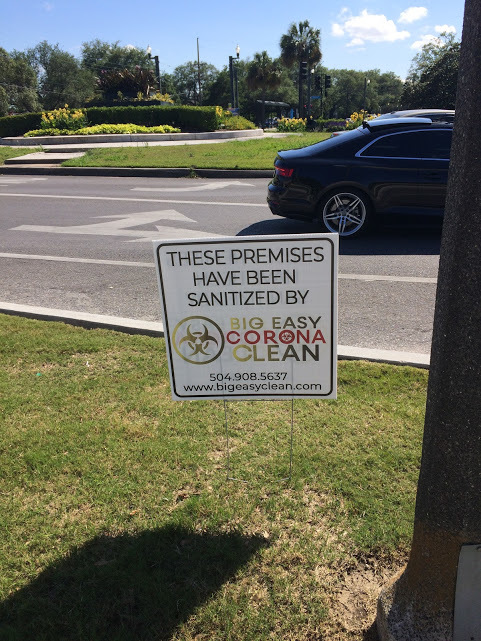 THESE PREMISES
HAVE BEEN
SANITIZED BY
BIG EASY
CORONA
CLEAN
504.908.5637
www.bigeasyclean.com